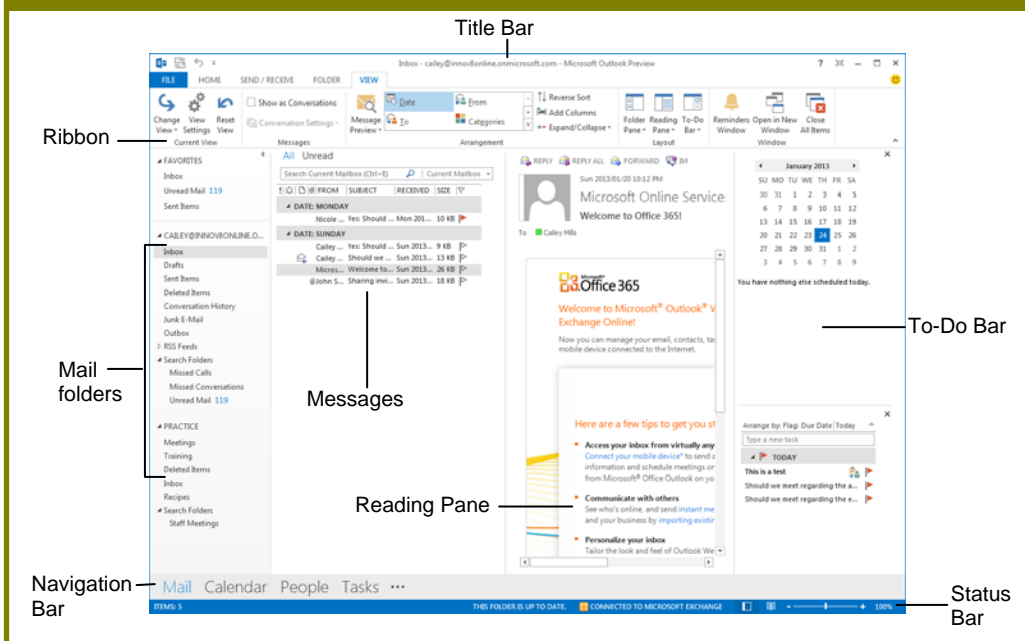 Title Bar
Inbox - cailey@innov8online.onmicrosoft.com - Microsoft Outlook Preview
FILE HOME SEND / RECEIVE FOLDER VIEW
Change View View Settings Reset View
Current View
Show as Conversations
Conversation Settings
Messages
Message Preview
Date From
To Categories
Reverse Sort
Add Columns
Expand/Collapse
Arrangement
Folder Pane Reading Pane To-Do Bar
Layout
Reminders Window Open in New Window Close All Items
Window
Ribbon
FAVORITES
Inbox
Unread Mail 119
Sent Items
CAILEY@INNOV8ONLINE.O...
Inbox
Drafts
Sent Items
Deleted Items
Conversation History
Junk E-Mail
Outbox
RSS Feeds
Search Folders
Missed Calls
Missed Conversations
Unread Mail 119
PRACTICE
Meetings
Training
Deleted Items
Inbox
Recipes
Search Folders
Staff Meetings
Mail folders
All Unread
Search Current Mailbox (Ctrl+E) Current Mailbox
FROM SUBJECT RECEIVED SIZE
DATE: MONDAY
Nicole ... Yes: Should ... Mon 201... 10 KB
DATE: SUNDAY
Cailey ... Yes: Should ... Sun 2013... 9 KB
Cailey ... Should we ... Sun 2013... 13 KB
Micros... Welcome to... Sun 2013... 26 KB
John S... Sharing invi... Sun 2013... 18 KB
Messages
REPLY REPLY ALL FORWARD IM
Sun 2013/01/20 10:12 PM
Microsoft Online Service
Welcome to Office 365!
To Cailey Mills
Microsoft®
Office 365
Welcome to Microsoft® Outlook® W
Exchange Online!
Now you can manage your email, contacts, tas
mobile device connected to the Internet.
Here are a few tips to get you st
Access your inbox from virtually any
Connect your mobile device* to send a
information and schedule meetings or
from Microsoft® Office Outlook on yo
Communicate with others
See who's online, and send instant me
and your business by importing existin
Personalize your inbox
Tailor the look and feel of Outlook We
Reading Pane
January 2013
SU MO TU WE TH FR SA
30 31 1 2 3 4 5
6 7 8 9 10 11 12
13 14 15 16 17 18 19
20 21 22 23 24 25 26
27 28 29 30 31 1 2
3 4 5 6 7 8 9
You have nothing else scheduled today.
To-Do Bar
Arrange by: Flag: Due Date Today
Type a new task
TODAY
This is a test
Should we meet regarding the a...
Should we meet regarding the e...
Navigation Bar
Mail Calendar People Tasks •••
ITEMS: 5 THIS FOLDER IS UP TO DATE. CONNECTED TO MICROSOFT EXCHANGE 100%
Status Bar